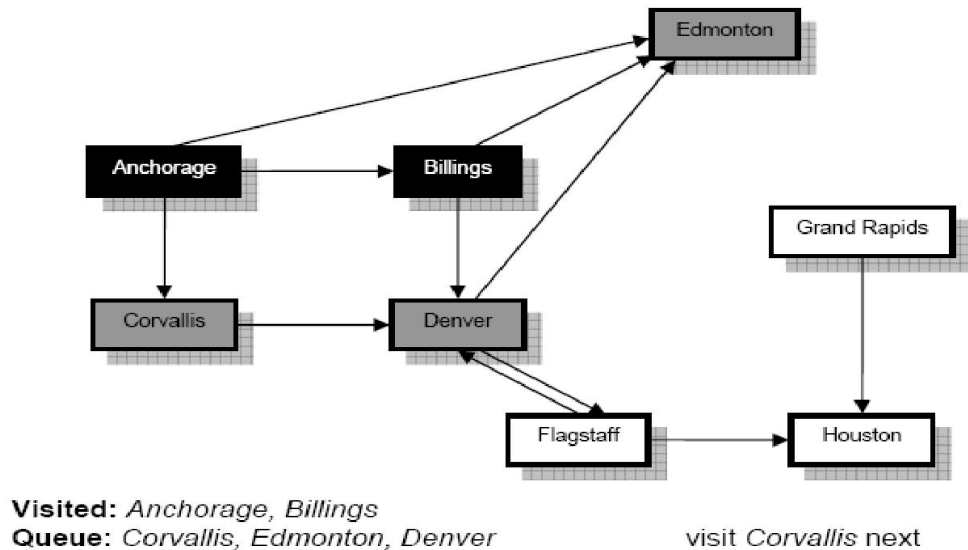 Edmonton
Anchorage
Billings
Grand Rapids
Corvallis
Denver
Flagstaff
Houston
Visited: Anchorage, Billings
Queue: Corvallis, Edmonton, Denver
visit Corvallis next